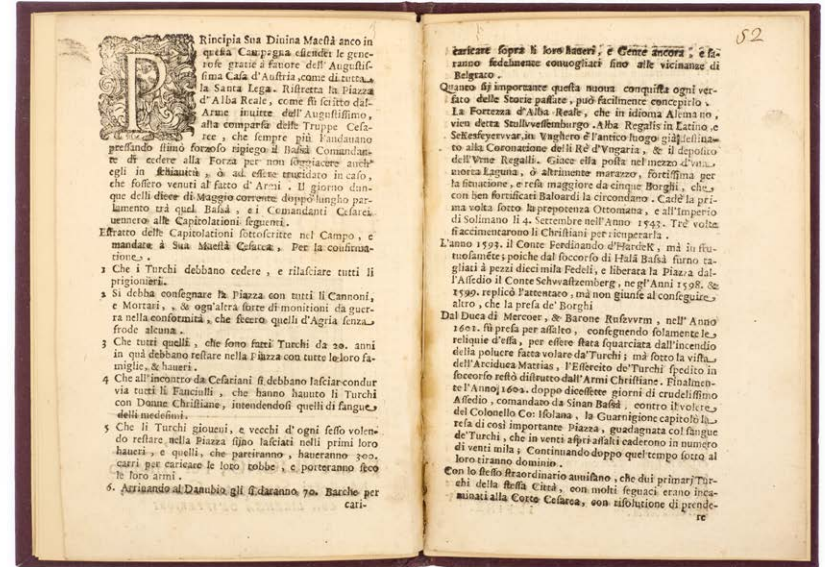 PRincipia Sua Diuina Maestà anco in
questa Campagna estender le gene-
rose gratie à fauore dell'Augustis-
sima Casa d'Austria, come di tutta
la Santa Lega. Ristretta la Piazza
d'Alba Reale, come fù scritto dall'
Arme inuitte dell'Augustissimo,
alla comparsa delle Truppe Cesa-
ree, che sempre più l'andauano
pressando stimò forzoso ripiego il Bassà Comandan-
te di cedere alla Forza per non soggiacere anch'
egli in schiauitù, ò ad essere trucidato in caso,
che fossero venuti al fatto d'Armi. Il giorno dun-
que delli diece di Maggio corrente doppo lungho par-
lamento trà quel Bassà, e i Comandanti Cesarei
uenutto alle Capitolationi seguenti.
Estratto delle Capitolationi sottoscritte nel Campo, e
mandate à Sua Maestà Cesarea, Per la confirma-
tione.
1 Che i Turchi debbano cedere, e rilasciare tutti li
prigionieri.
2 Si debba consegnare la Piazza con tutti li Cannoni,
e Mortari, & ogn'altra sorte di monitioni da guer-
ra nella conformità, che fecero quelli d'Agria senza
frode alcuna.
3 Che tutti quelli, che sono fatti Turchi da 20. anni
in quà debbano restare nella Piazza con tutte le loro fa-
miglie, & haueri.
4 Che all'incontro da Cesariani si debbano lasciar condur
via tutti li Fanciulli, che hanno hauuto li Turchi
con Donne Christiane, intendendosi quelli di sangue
delli medesimi.
5 Che li Turchi gioueni, e vecchi d'ogni sesso volen-
do restare nella Piazza sijno lasciati nelli primi loro
haueri, e quelli, che partiranno, haueranno 300.
carri per caricare le loro robbe, e porteranno seco
le loro armi.
6. Arriuando al Danubio gli si daranno 70. Barche per
cari-
52
caricare sopra li loro haueri, e Gente ancora, e sa-
ranno fedelmente conuogliati sino alle vicinanze di
Belgrato.
Quanto sij importante questa nuoua conquista ogni ver-
sato delle Storie passate, può facilmente concepirlo.
La Fortezza d'Alba Reale, che in idioma Alemano,
vien detta Stulluvessemburgo. Alba Regalis in Latino e
SeKesfeyervvar, in Vnghero è l'antico luogo già destina-
to alla Coronatione delli Rè d'Vngaria, & il deposito
dell'Vrne Regalli. Giace ella posta nel mezzo d'vna
morta Laguna, ò altrimente marazzo, fortissima per
la situatione, e resa maggiore da cinque Borghi, che
con ben fortificati Baloardi la circondano. Cadè la pri-
ma volta sotto la prepotenza Ottomana, e all'Imperio
di Solimano li 4. Settembre nell'Anno 1543. Trè volte
si accimentarono li Christiani per ricuperarla.
L'anno 1593. il Conte Ferdinando d'HardeK, mà in fru-
tuosamẽte; poiche dal soccorso di Halà Bassà furno ta-
gliati à pezzi dieci mila Fedeli, e liberata la Piazza dal-
l'Assedio il Conte Schwartzemberg, negl'Anni 1598. &
1599. replicò l'attentato, mà non giunse al conseguire
altro, che la presa de' Borghi
Dal Duca di Mercoer, & Barone Ruszvvrm, nell'Anno
1601. fù presa per assalto, conseguendo solamente le
reliquie d'essa, per essere stata squarciata dall'incendio
della poluere fatta volare da'Turchi; mà sotto la vista
dell'Arciduca Mattias, l'Essercito de'Turchi spedito in
soccorso restò distrutto dall'Armi Christiane. Finalmen-
te l'Anno 1602. doppo dicessette giorni di crudelissimo
Assedio, comandato da Sinan Bassà, contro il volere
del Colonello Co: Isolana, la Guarnigione capitolò la
resa di così importante Piazza, guadagnata col sangue
de'Turchi, che in venti aspri assalti caderono in numero
di venti mila; Continuando doppo quel tempo sotto al
loro tiranno dominio.
Con lo stesso straordinario auuisano, che dui primarj Tur-
chi della stessa Città, con molti seguaci erano inca-
minati alla Corte Cesarea, con risolutione di prende-
re